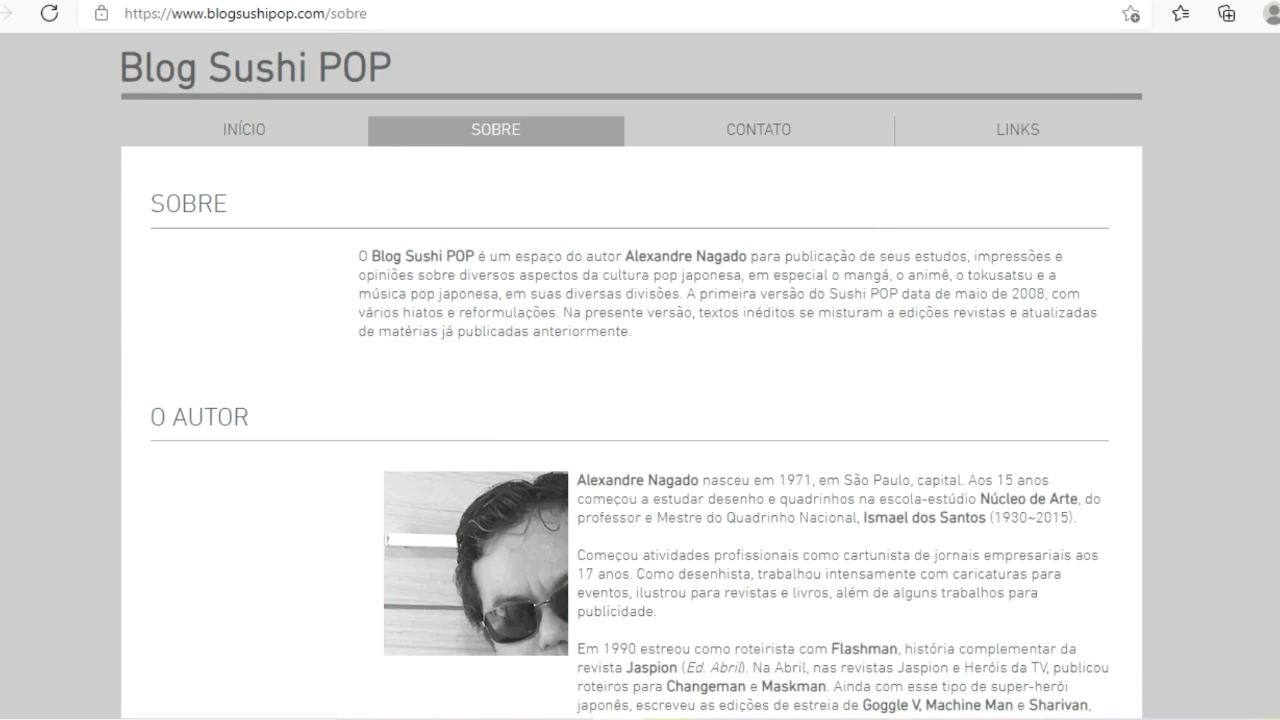 https://www.blogsushipop.com/sobre
Blog Sushi POP
INÍCIO
SOBRE
CONTATO
LINKS
SOBRE
O Blog Sushi POP é um espaço do autor Alexandre Nagado para publicação de seus estudos, impressões e
opiniões sobre diversos aspectos da cultura pop japonesa, em especial o mangá, o animê, o tokusatsu e a
música pop japonesa, em suas diversas divisões. A primeira versão do Sushi POP data de maio de 2008, com
vários hiatos e reformulações. Na presente versão, textos inéditos se misturam a edições revistas e atualizadas
de matérias já publicadas anteriormente.
O AUTOR
Alexandre Nagado nasceu em 1971, em São Paulo, capital. Aos 15 anos
começou a estudar desenho e quadrinhos na escola-estúdio Núcleo de Arte, do
professor e Mestre do Quadrinho Nacional, Ismael dos Santos (1930~2015).
Começou atividades profissionais como cartunista de jornais empresariais aos
17 anos. Como desenhista, trabalhou intensamente com caricaturas para
eventos, ilustrou para revistas e livros, além de alguns trabalhos para
publicidade.
Em 1990 estreou como roteirista com Flashman, história complementar da
revista Jaspion (Ed. Abril). Na Abril, nas revistas Jaspion e Heróis da TV, publicou
roteiros para Changeman e Maskman. Ainda com esse tipo de super-herói
japonês, escreveu as edições de estreia de Goggle V, Machine Man e Sharivan,